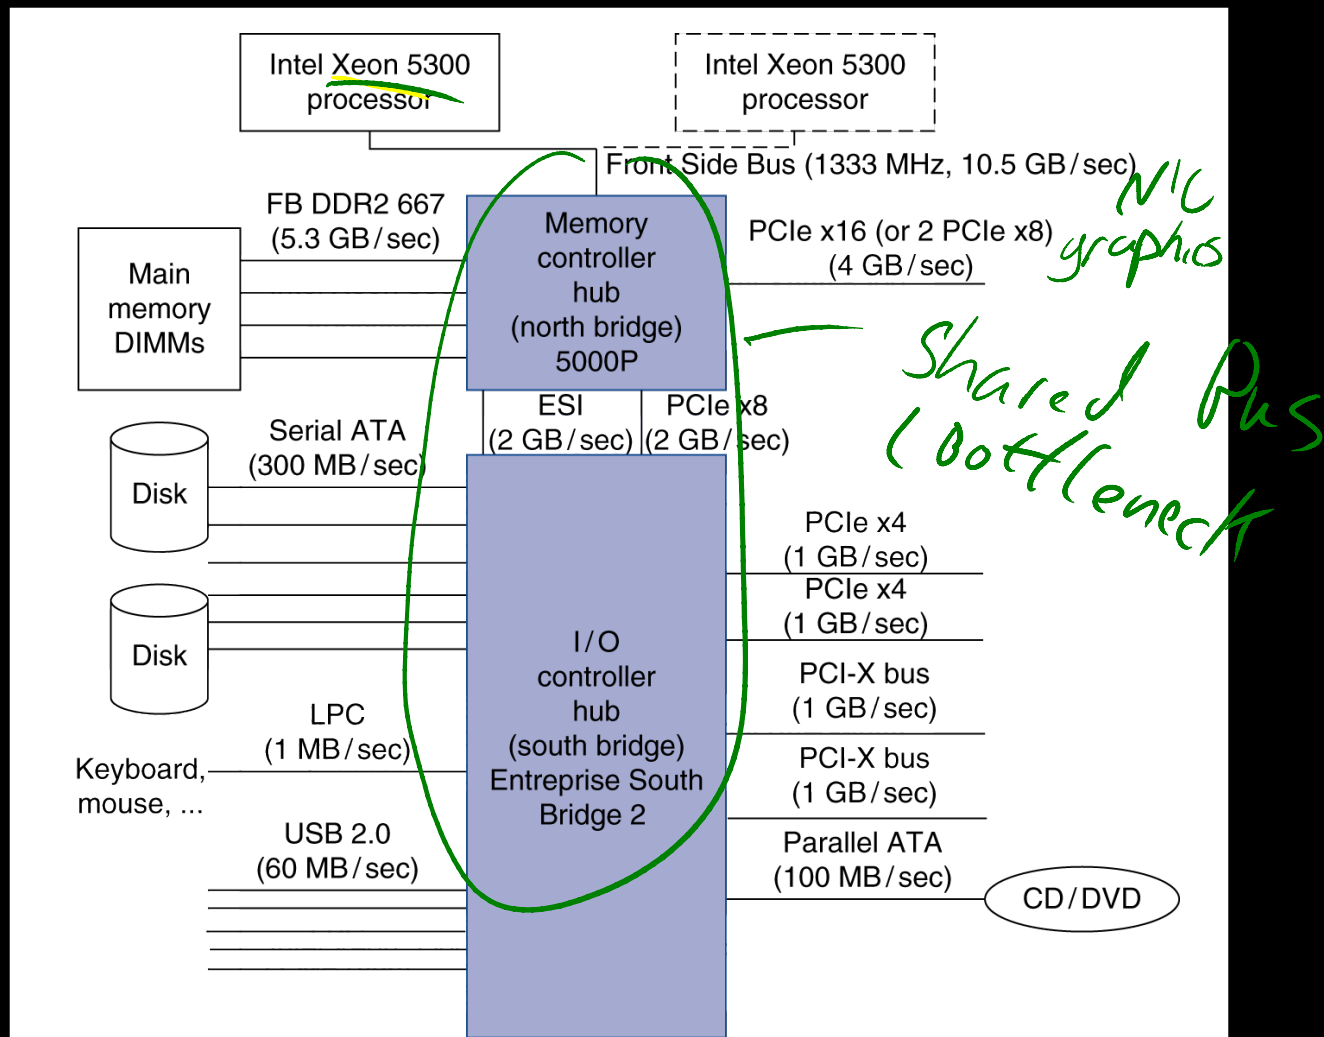 Intel Xeon 5300
processor
Intel Xeon 5300
processor
Front Side Bus (1333 MHz, 10.5 GB/sec)
NIC
graphics
FB DDR2 667
(5.3 GB/sec)
Main
memory
DIMMs
Memory
controller
hub
(north bridge)
5000P
PCIe x16 (or 2 PCIe x8)
(4 GB/sec)
Shared Bus
(Bottleneck
ESI
(2 GB/sec)
PCIe x8
(2 GB/sec)
Serial ATA
(300 MB/sec)
Disk
Disk
LPC
(1 MB/sec)
Keyboard,
mouse, ...
USB 2.0
(60 MB/sec)
I/O
controller
hub
(south bridge)
Entreprise South
Bridge 2
PCIe x4
(1 GB/sec)
PCIe x4
(1 GB/sec)
PCI-X bus
(1 GB/sec)
PCI-X bus
(1 GB/sec)
Parallel ATA
(100 MB/sec)
CD/DVD